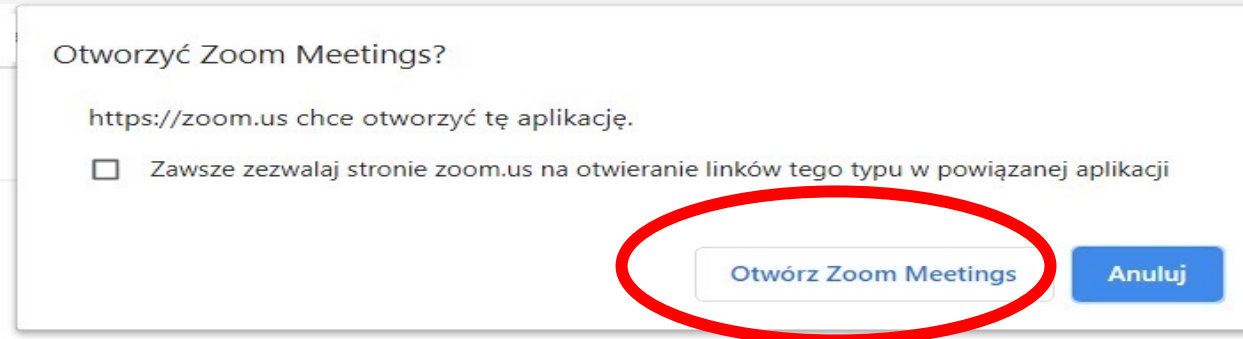 Otworzyć Zoom Meetings?
https://zoom.us chce otworzyć tę aplikację.
Zawsze zezwalaj stronie zoom.us na otwieranie linków tego typu w powiązanej aplikacji
Otwórz Zoom Meetings Anuluj